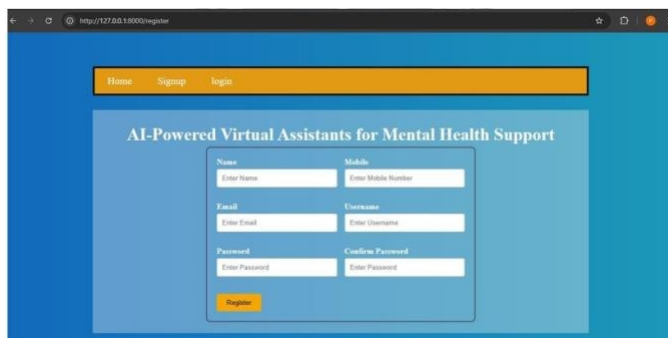 http://127.0.0.1:8000/register
Home Signup login
AI-Powered Virtual Assistants for Mental Health Support
Name Mobile
Enter Name Enter Mobile Number
Email Username
Enter Email Enter Username
Password Confirm Password
Enter Password Enter Password
Register